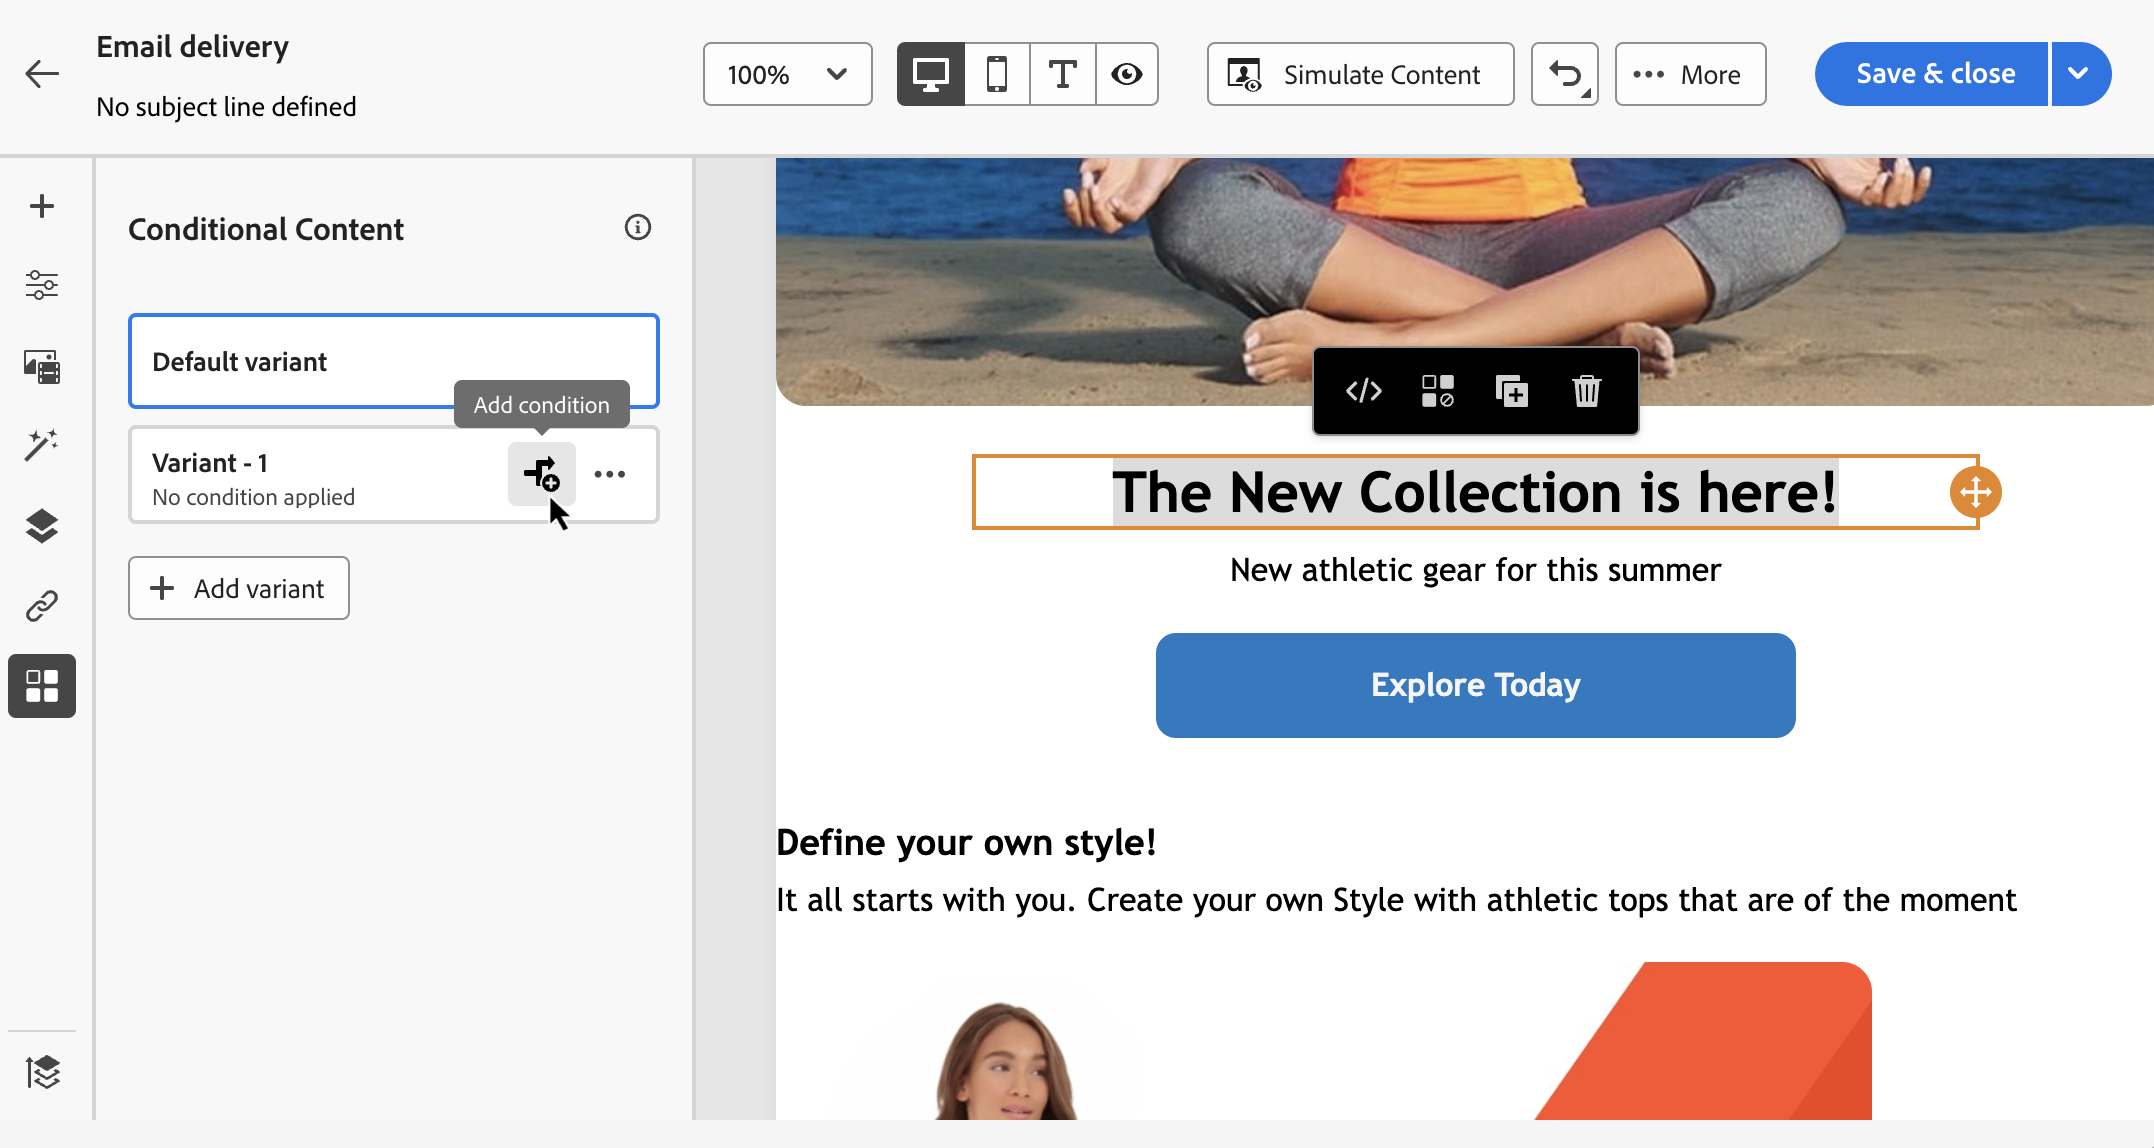 Email delivery
No subject line defined
100%
Simulate Content
More
Save & close
Conditional Content
Default variant
Add condition
Variant - 1
No condition applied
Add variant
The New Collection is here!
New athletic gear for this summer
Explore Today
Define your own style!
It all starts with you. Create your own Style with athletic tops that are of the moment